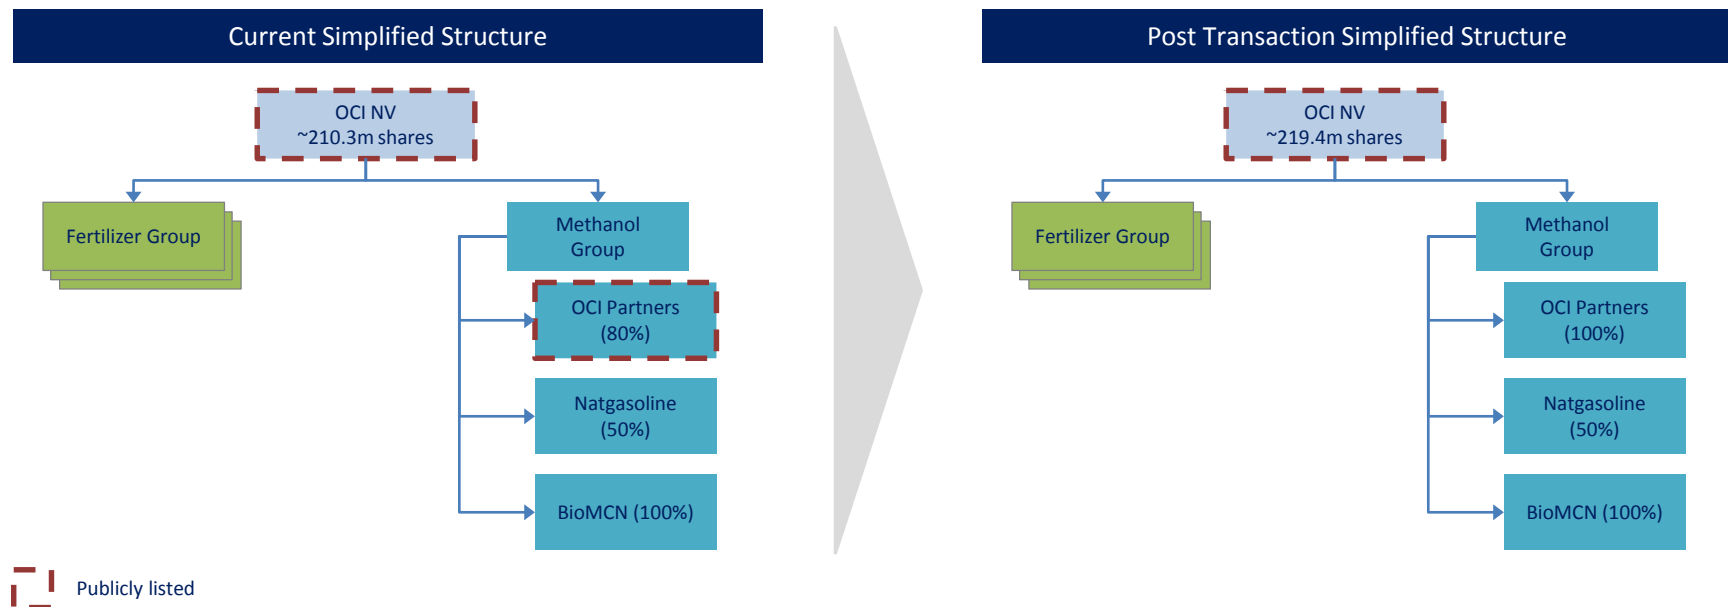 Current Simplified Structure
OCI NV
~210.3m shares
Fertilizer Group
Methanol
Group
OCI Partners
(80%)
Natgasoline
(50%)
BioMCN (100%)
Publicly listed
Post Transaction Simplified Structure
OCI NV
~219.4m shares
Fertilizer Group
Methanol
Group
OCI Partners
(100%)
Natgasoline
(50%)
BioMCN (100%)